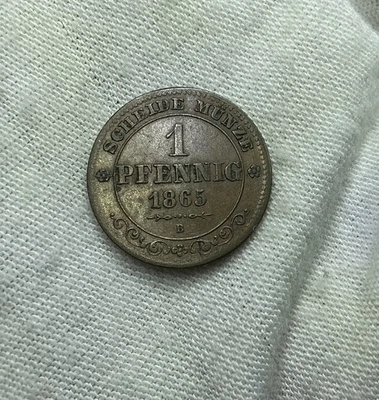 SCHEIDE MÜNZE
1
PFENNIG
1865
B